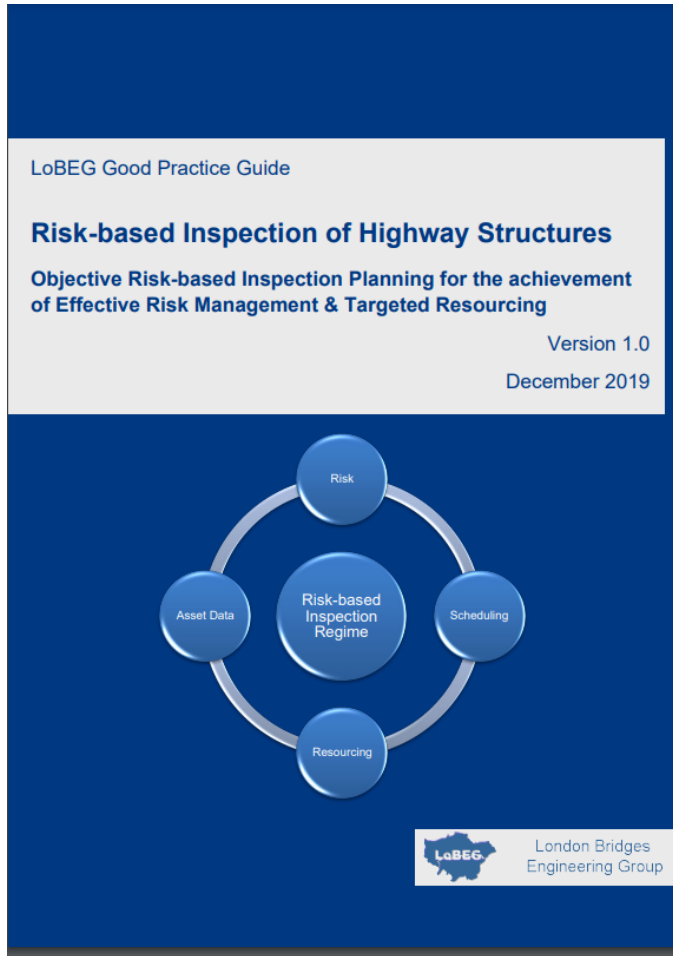 LoBEG Good Practice Guide
Risk-based Inspection of Highway Structures
Objective Risk-based Inspection Planning for the achievement
of Effective Risk Management & Targeted Resourcing
Version 1.0
December 2019
Risk
Asset Data
Risk-based
Inspection
Regime
Scheduling
Resourcing
LoBEG
London Bridges
Engineering Group